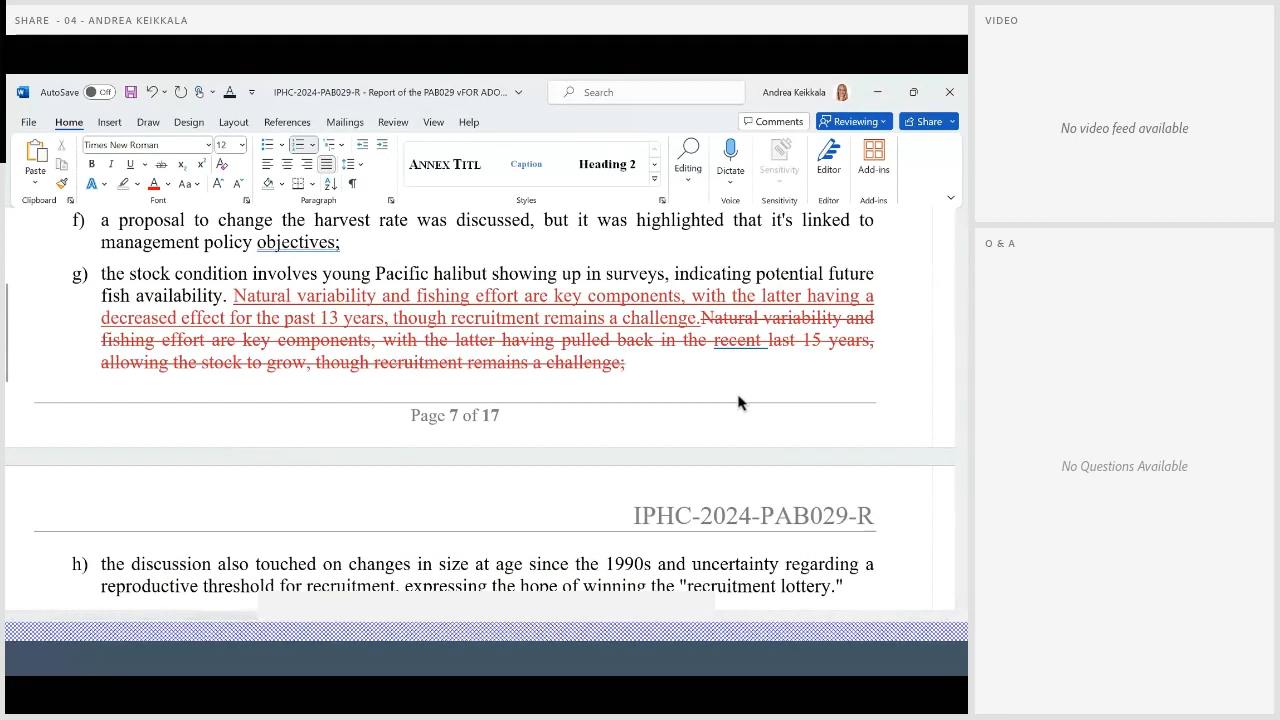 SHARE - 04 - ANDREA KEIKKALA
VIDEO
AutoSave Off
IPHC-2024-PAB029-R - Report of the PAB029 vFOR ADO...
Search
Andrea Keikkala
File Home Insert Draw Design Layout References Mailings Review View Help
Comments Reviewing Share
Paste
Times New Roman 12
B I U ab x₂ x²
A A Aa A A
ANNEX TITL Caption Heading 2
Editing
Dictate
Sensitivity
Editor
Add-ins
Clipboard Font Paragraph Styles Voice Sensitivity Editor Add-ins
f) a proposal to change the harvest rate was discussed, but it was highlighted that it's linked to
management policy objectives;
g) the stock condition involves young Pacific halibut showing up in surveys, indicating potential future
fish availability. Natural variability and fishing effort are key components, with the latter having a
decreased effect for the past 13 years, though recruitment remains a challenge.Natural variability and
fishing effort are key components, with the latter having pulled back in the recent last 15 years,
allowing the stock to grow, though recruitment remains a challenge;
Page 7 of 17
IPHC-2024-PAB029-R
h) the discussion also touched on changes in size at age since the 1990s and uncertainty regarding a
reproductive threshold for recruitment, expressing the hope of winning the "recruitment lottery."
No video feed available
Q & A
No Questions Available